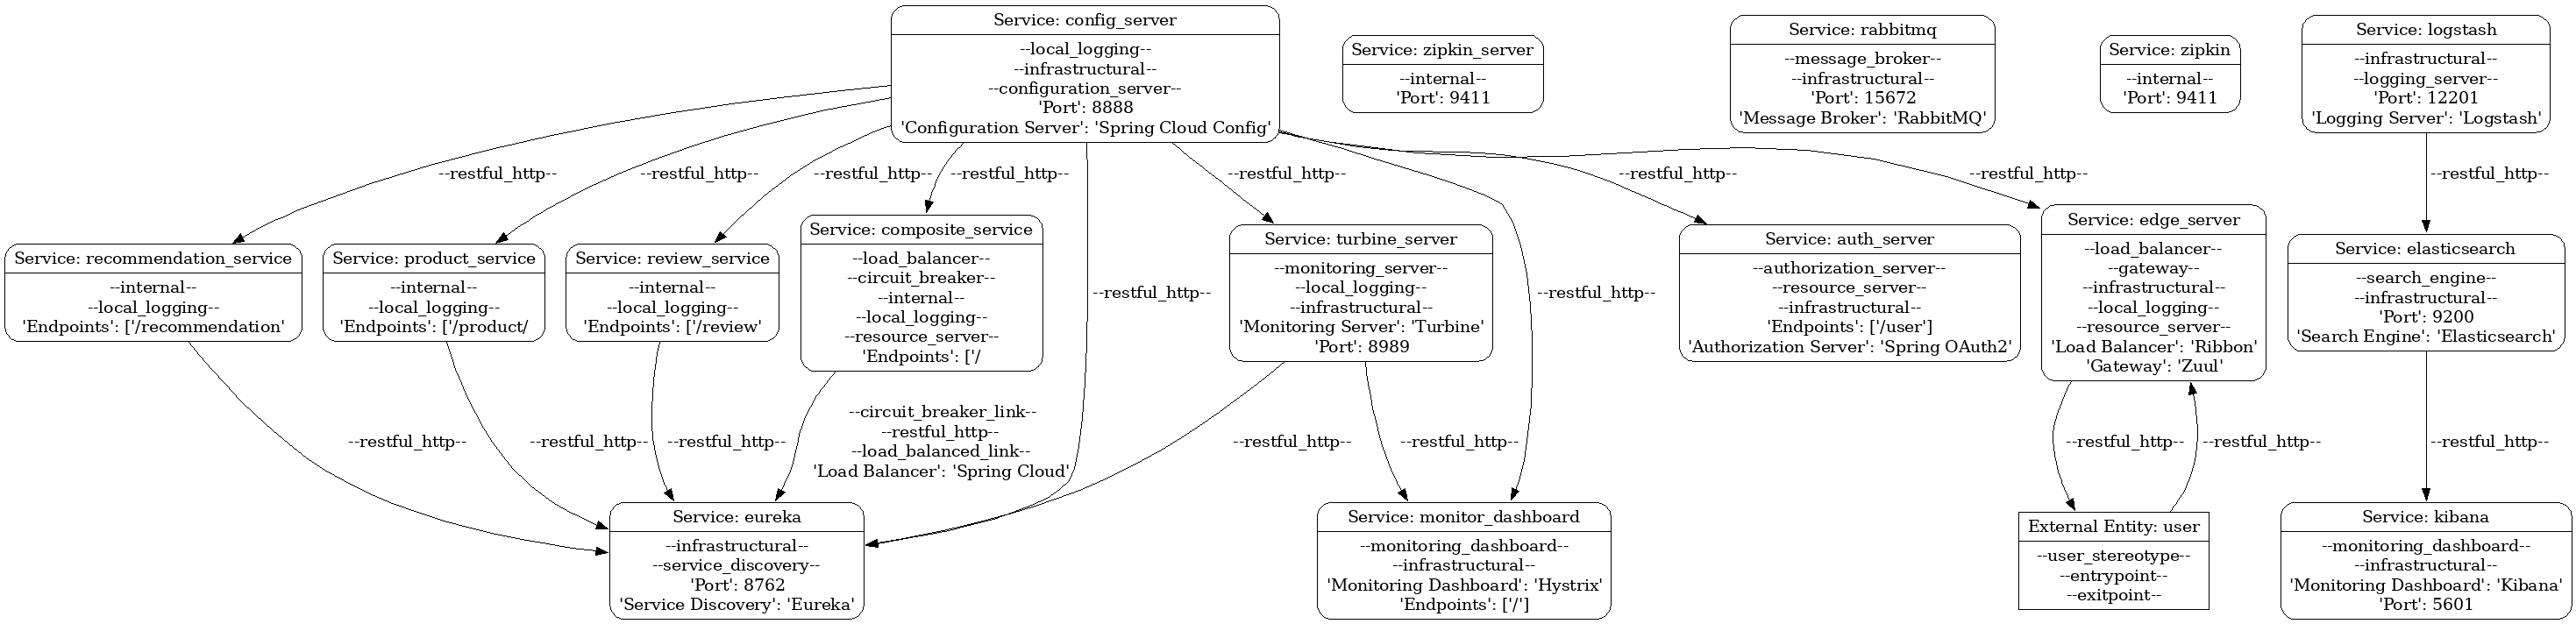 Service: config_server
--local_logging--
--infrastructural--
--configuration_server--
'Port': 8888
'Configuration Server': 'Spring Cloud Config'
Service: zipkin_server
--internal--
'Port': 9411
Service: rabbitmq
--message_broker--
--infrastructural--
'Port': 15672
'Message Broker': 'RabbitMQ'
Service: zipkin
--internal--
'Port': 9411
Service: logstash
--infrastructural--
--logging_server--
'Port': 12201
'Logging Server': 'Logstash'
--restful_http--
--restful_http--
--restful_http--
--restful_http--
--restful_http--
--restful_http--
--restful_http--
--restful_http--
Service: recommendation_service
--internal--
--local_logging--
'Endpoints': ['/recommendation'
Service: product_service
--internal--
--local_logging--
'Endpoints': ['/product/
Service: review_service
--internal--
--local_logging--
'Endpoints': ['/review'
Service: composite_service
--load_balancer--
--circuit_breaker--
--internal--
--local_logging--
--resource_server--
'Endpoints': ['/
--restful_http--
Service: turbine_server
--monitoring_server--
--local_logging--
--infrastructural--
'Monitoring Server': 'Turbine'
'Port': 8989
--restful_http--
Service: auth_server
--authorization_server--
--resource_server--
--infrastructural--
'Endpoints': ['/user']
'Authorization Server': 'Spring OAuth2'
Service: edge_server
--load_balancer--
--gateway--
--infrastructural--
--local_logging--
--resource_server--
'Load Balancer': 'Ribbon'
'Gateway': 'Zuul'
Service: elasticsearch
--search_engine--
--infrastructural--
'Port': 9200
'Search Engine': 'Elasticsearch'
--restful_http--
--restful_http--
--restful_http--
--circuit_breaker_link--
--restful_http--
--load_balanced_link--
'Load Balancer': 'Spring Cloud'
--restful_http--
--restful_http--
--restful_http--
--restful_http--
--restful_http--
Service: eureka
--infrastructural--
--service_discovery--
'Port': 8762
'Service Discovery': 'Eureka'
Service: monitor_dashboard
--monitoring_dashboard--
--infrastructural--
'Monitoring Dashboard': 'Hystrix'
'Endpoints': ['/']
External Entity: user
--user_stereotype--
--entrypoint--
--exitpoint--
Service: kibana
--monitoring_dashboard--
--infrastructural--
'Monitoring Dashboard': 'Kibana'
'Port': 5601